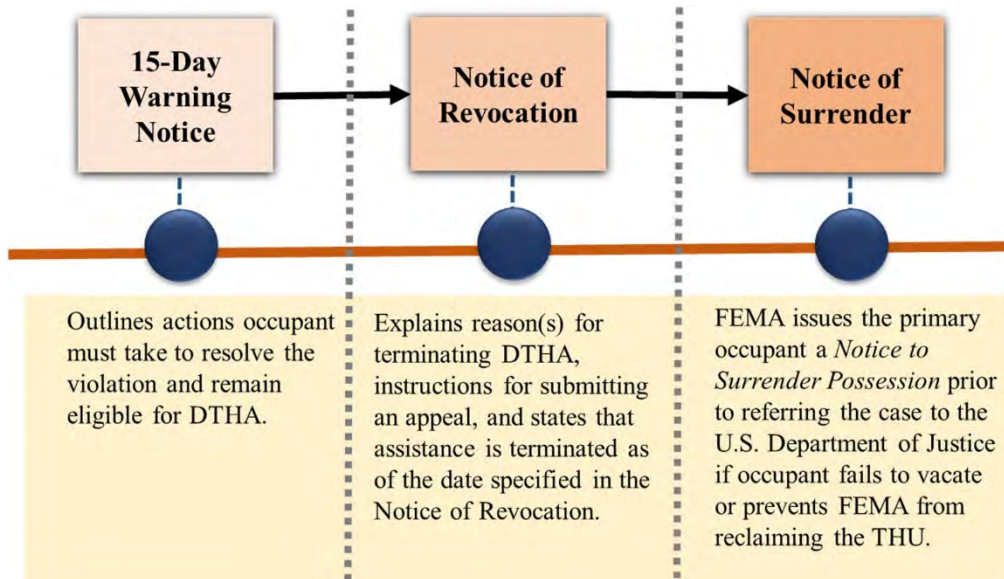 15-Day
Warning
Notice
Notice of
Revocation
Notice of
Surrender
Outlines actions occupant
must take to resolve the
violation and remain
eligible for DTHA.
Explains reason(s) for
terminating DTHA,
instructions for submitting
an appeal, and states that
assistance is terminated as
of the date specified in the
Notice of Revocation.
FEMA issues the primary
occupant a Notice to
Surrender Possession prior
to referring the case to the
U.S. Department of Justice
if occupant fails to vacate
or prevents FEMA from
reclaiming the THU.